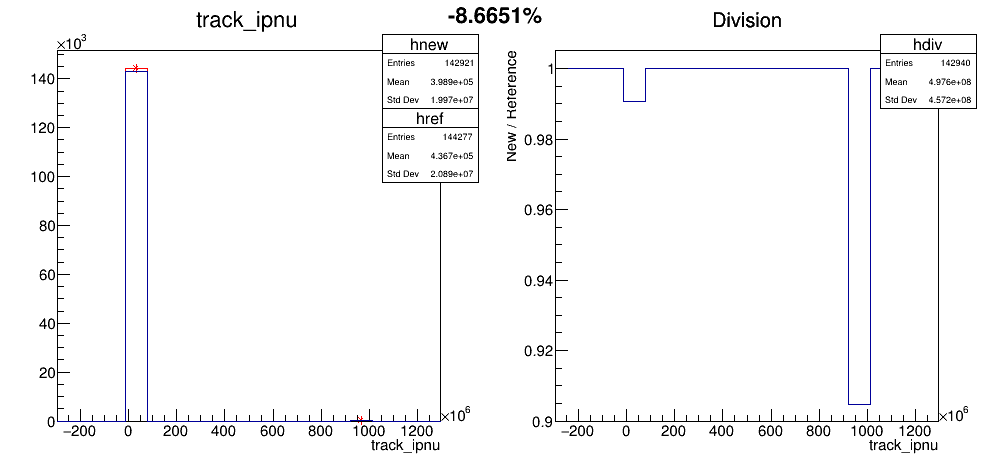 -8.6651%
track_ipnu
×10³
hnew
Entries 142921
Mean 3.989e+05
Std Dev 1.997e+07
href
Entries 144277
Mean 4.367e+05
Std Dev 2.089e+07
140
120
100
80
60
40
20
0
−200 0 200 400 600 800 1000 1200
×10⁶
track_ipnu
Division
hdiv
Entries 142940
Mean 4.976e+08
Std Dev 4.572e+08
New / Reference
1
0.98
0.96
0.94
0.92
0.9
−200 0 200 400 600 800 1000 1200
×10⁶
track_ipnu